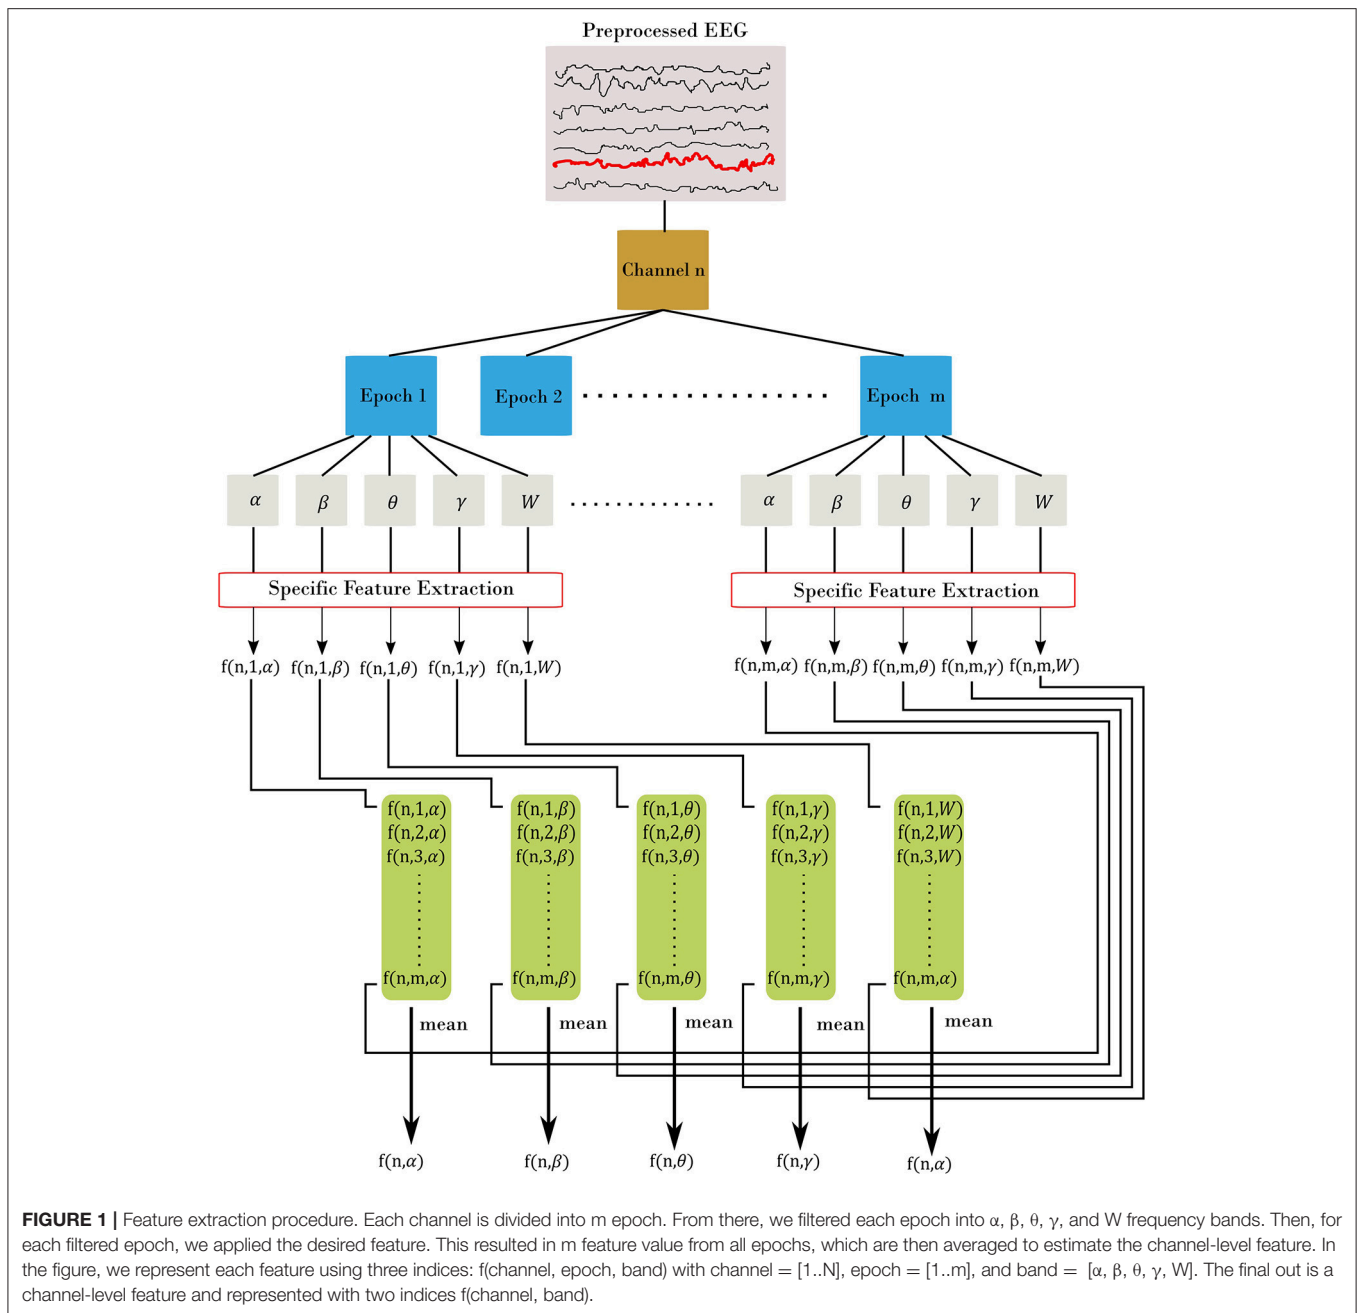 Preprocessed EEG
Channel n
Epoch 1
Epoch 2
Epoch m
α β θ γ W
α β θ γ W
Specific Feature Extraction
Specific Feature Extraction
f(n,1,α) f(n,1,β) f(n,1,θ) f(n,1,γ) f(n,1,W)
f(n,m,α) f(n,m,β) f(n,m,θ) f(n,m,γ) f(n,m,W)
f(n,1,α)
f(n,2,α)
f(n,3,α)
f(n,m,α)
f(n,1,β)
f(n,2,β)
f(n,3,β)
f(n,m,β)
f(n,1,θ)
f(n,2,θ)
f(n,3,θ)
f(n,m,θ)
f(n,1,γ)
f(n,2,γ)
f(n,3,γ)
f(n,m,γ)
f(n,1,W)
f(n,2,W)
f(n,3,W)
f(n,m,α)
mean
mean
mean
mean
mean
f(n,α)
f(n,β)
f(n,θ)
f(n,γ)
f(n,α)
FIGURE 1 | Feature extraction procedure. Each channel is divided into m epoch. From there, we filtered each epoch into α, β, θ, γ, and W frequency bands. Then, for
each filtered epoch, we applied the desired feature. This resulted in m feature value from all epochs, which are then averaged to estimate the channel-level feature. In
the figure, we represent each feature using three indices: f(channel, epoch, band) with channel = [1..N], epoch = [1..m], and band = [α, β, θ, γ, W]. The final out is a
channel-level feature and represented with two indices f(channel, band).